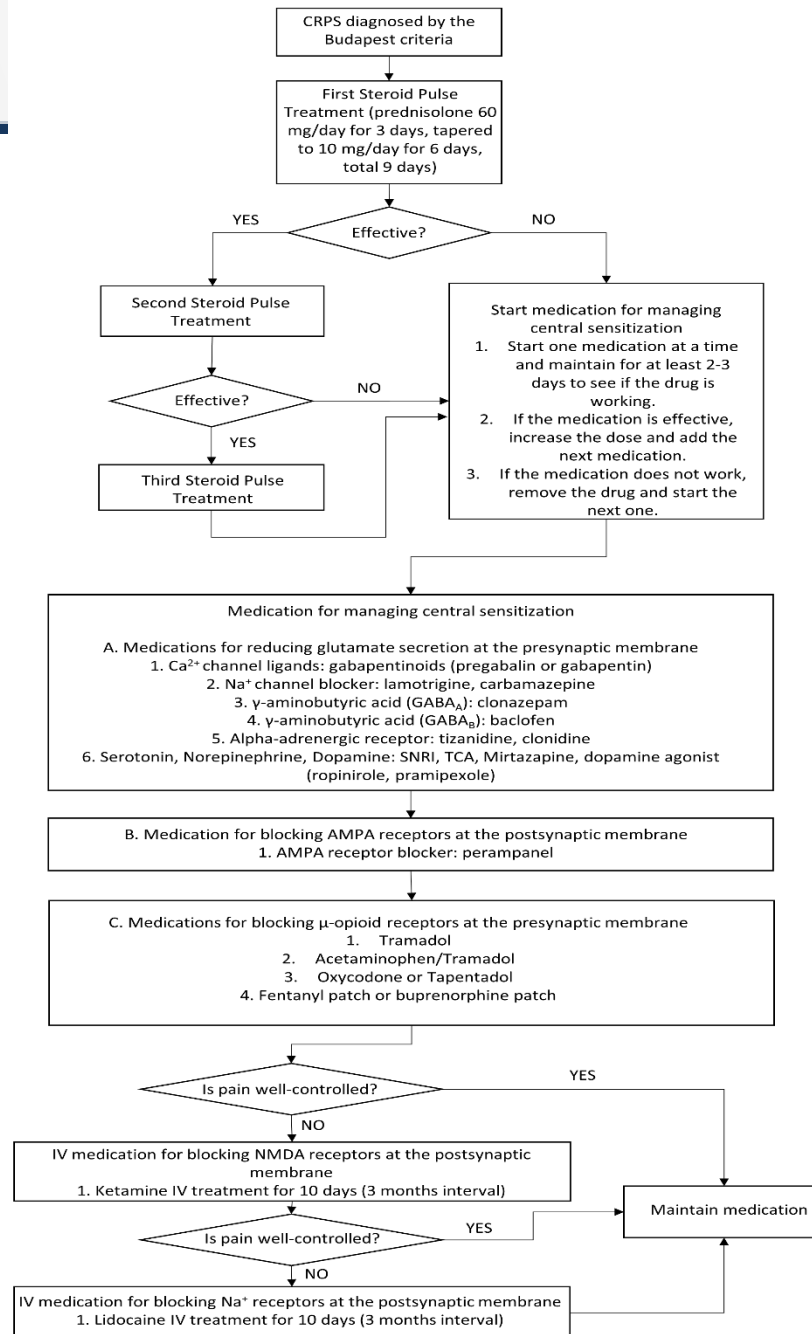 CRPS diagnosed by the
Budapest criteria
First Steroid Pulse
Treatment (prednisolone 60
mg/day for 3 days, tapered
to 10 mg/day for 6 days,
total 9 days)
YES
NO
Effective?
Second Steroid Pulse
Treatment
Start medication for managing
central sensitization
1. Start one medication at a time
and maintain for at least 2-3
days to see if the drug is
working.
2. If the medication is effective,
increase the dose and add the
next medication.
3. If the medication does not work,
remove the drug and start the
next one.
Effective?
NO
YES
Third Steroid Pulse
Treatment
Medication for managing central sensitization
A. Medications for reducing glutamate secretion at the presynaptic membrane
1. Ca²⁺ channel ligands: gabapentinoids (pregabalin or gabapentin)
2. Na⁺ channel blocker: lamotrigine, carbamazepine
3. γ-aminobutyric acid (GABA_A): clonazepam
4. γ-aminobutyric acid (GABA_B): baclofen
5. Alpha-adrenergic receptor: tizanidine, clonidine
6. Serotonin, Norepinephrine, Dopamine: SNRI, TCA, Mirtazapine, dopamine agonist
(ropinirole, pramipexole)
B. Medication for blocking AMPA receptors at the postsynaptic membrane
1. AMPA receptor blocker: perampanel
C. Medications for blocking μ-opioid receptors at the presynaptic membrane
1. Tramadol
2. Acetaminophen/Tramadol
3. Oxycodone or Tapentadol
4. Fentanyl patch or buprenorphine patch
Is pain well-controlled?
YES
NO
IV medication for blocking NMDA receptors at the postsynaptic
membrane
1. Ketamine IV treatment for 10 days (3 months interval)
Maintain medication
Is pain well-controlled?
YES
NO
IV medication for blocking Na⁺ receptors at the postsynaptic membrane
1. Lidocaine IV treatment for 10 days (3 months interval)